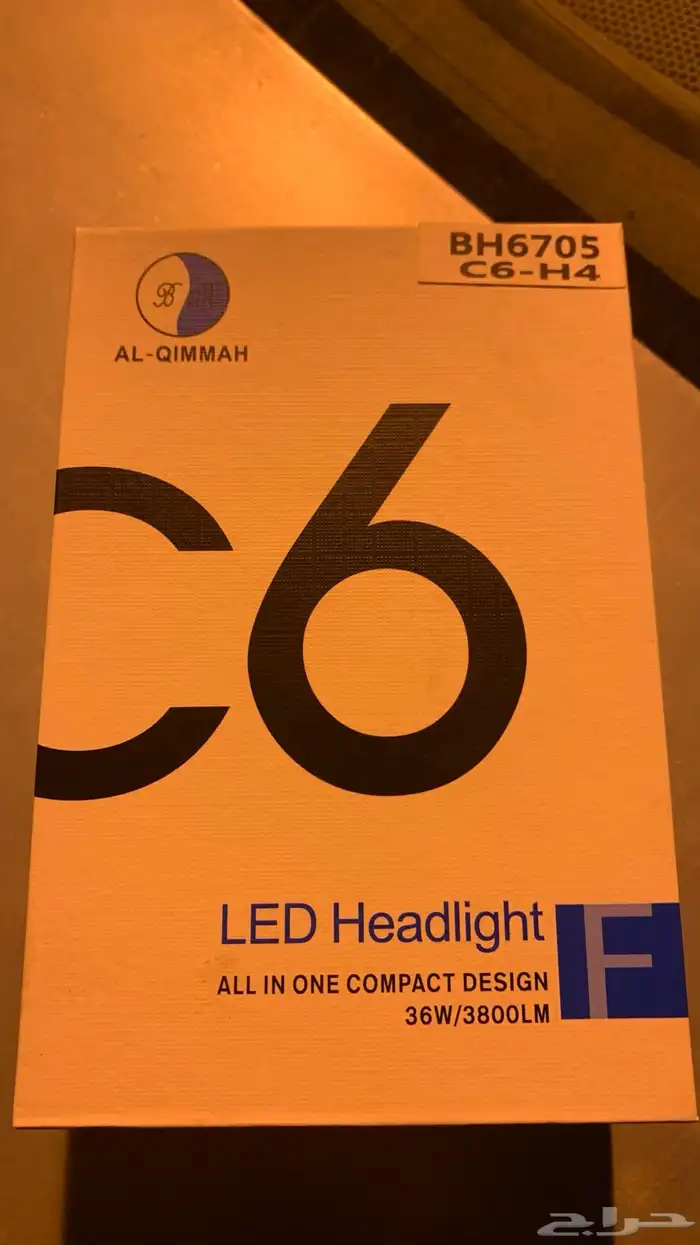 BH6705
C6-H4
AL-QIMMAH
C6
LED Headlight
F
ALL IN ONE COMPACT DESIGN
36W/3800LM
حراج